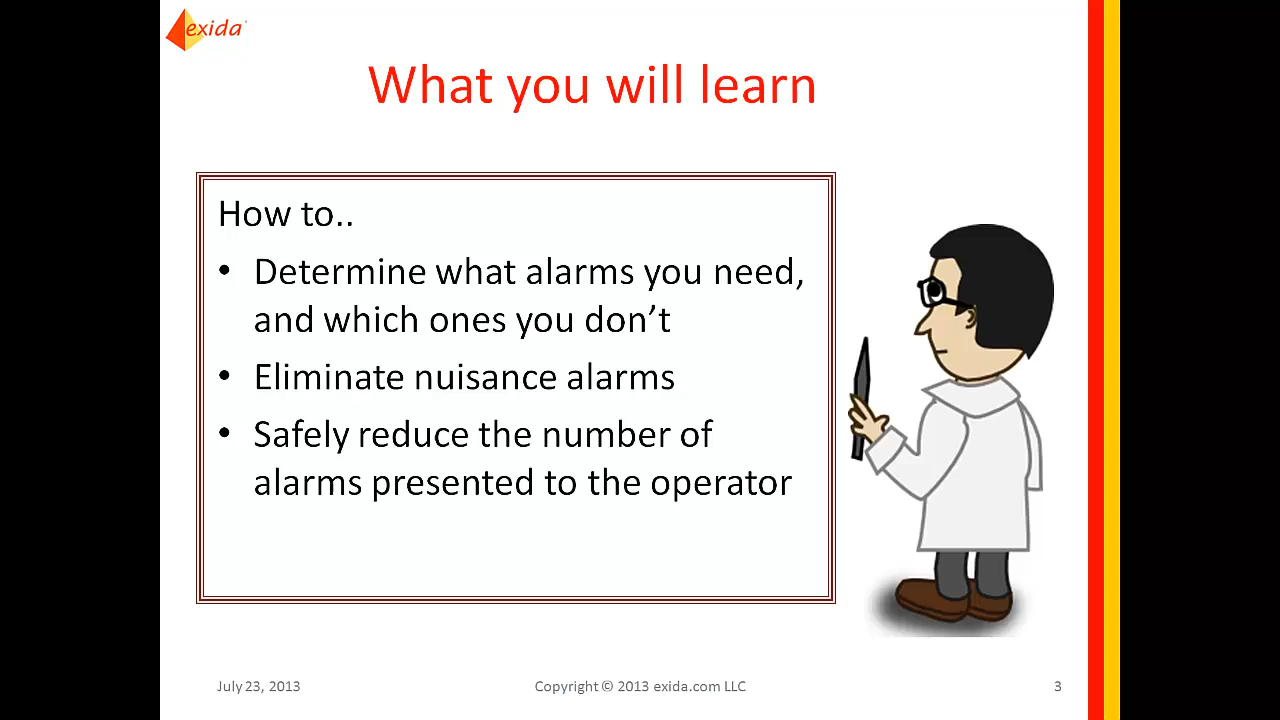 exida
What you will learn
How to..
• Determine what alarms you need,
and which ones you don’t
• Eliminate nuisance alarms
• Safely reduce the number of
alarms presented to the operator
July 23, 2013
Copyright © 2013 exida.com LLC
3